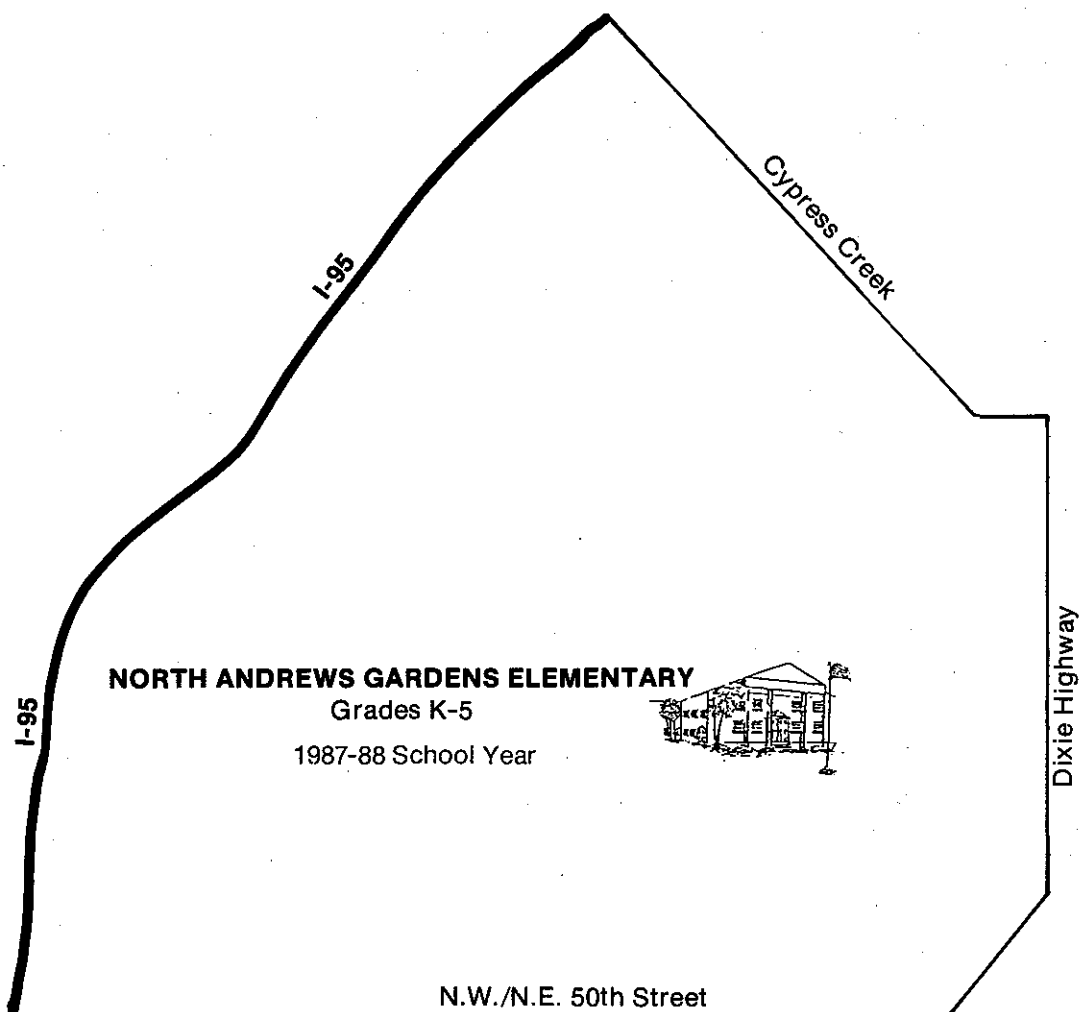 Cypress Creek
I-95
NORTH ANDREWS GARDENS ELEMENTARY
Grades K-5
1987-88 School Year
I-95
Dixie Highway
N.W./N.E. 50th Street